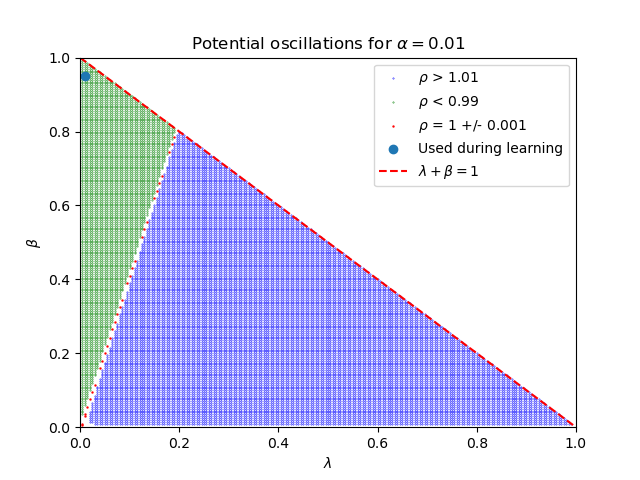 Potential oscillations for α = 0.01
1.0
0.8
0.6
0.4
0.2
0.0
β
ρ > 1.01
ρ < 0.99
ρ = 1 +/- 0.001
Used during learning
λ + β = 1
0.0 0.2 0.4 0.6 0.8 1.0
λ